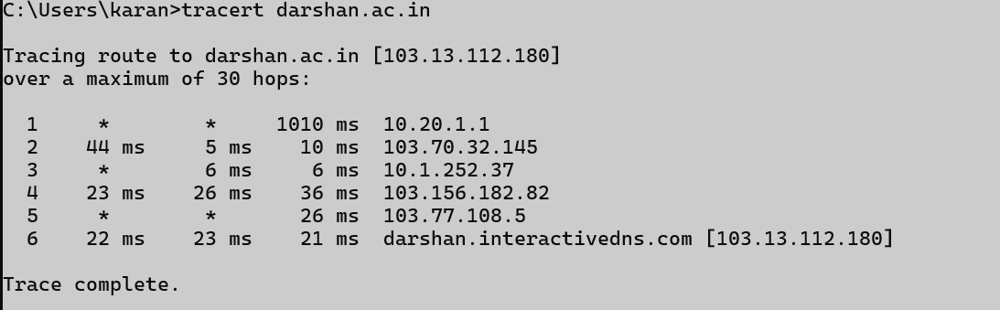 C:\Users\karan>tracert darshan.ac.in
Tracing route to darshan.ac.in [103.13.112.180]
over a maximum of 30 hops:
1 * * 1010 ms 10.20.1.1
2 44 ms 5 ms 10 ms 103.70.32.145
3 * 6 ms 6 ms 10.1.252.37
4 23 ms 26 ms 36 ms 103.156.182.82
5 * * 26 ms 103.77.108.5
6 22 ms 23 ms 21 ms darshan.interactivedns.com [103.13.112.180]
Trace complete.